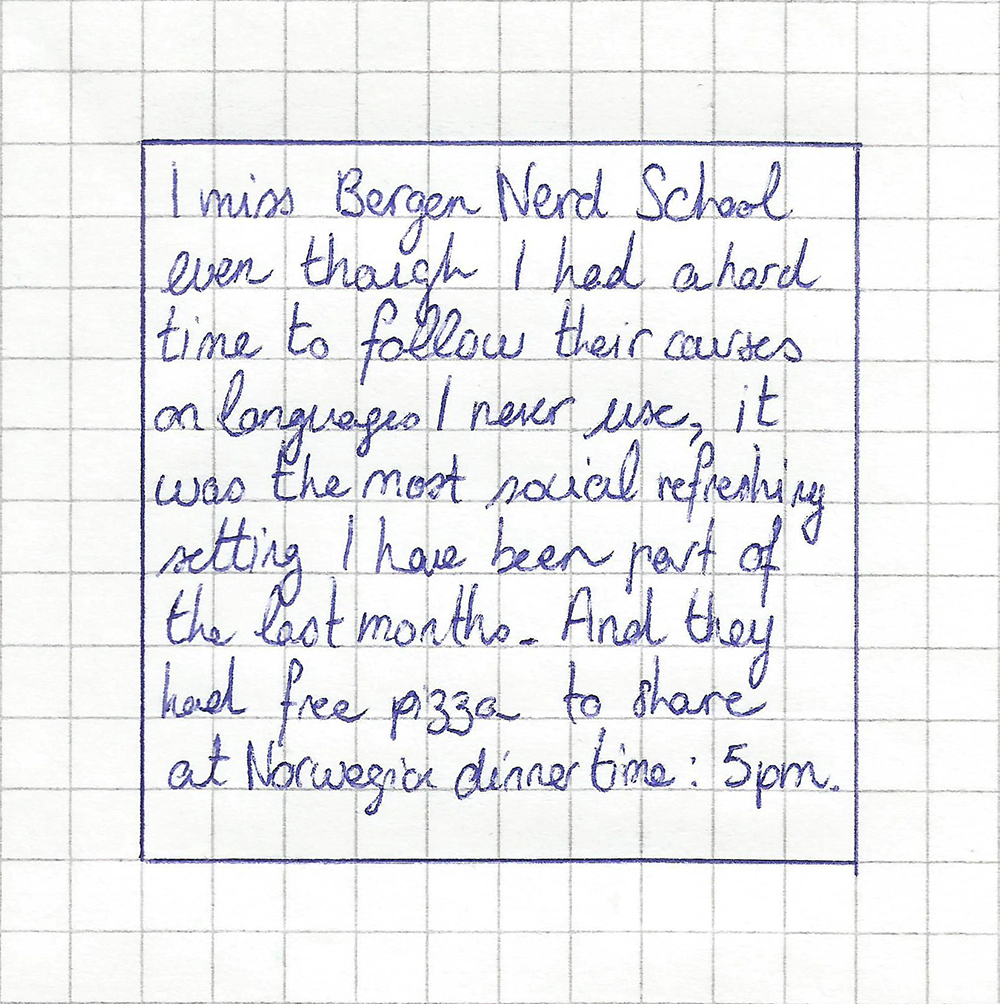 I miss Bergen Nerd School
even though I had a hard
time to follow their courses
on languages I never use, it
was the most social refreshing
setting I have been part of
the last months. And they
had free pizza to share
at Norwegian dinner time: 5pm.